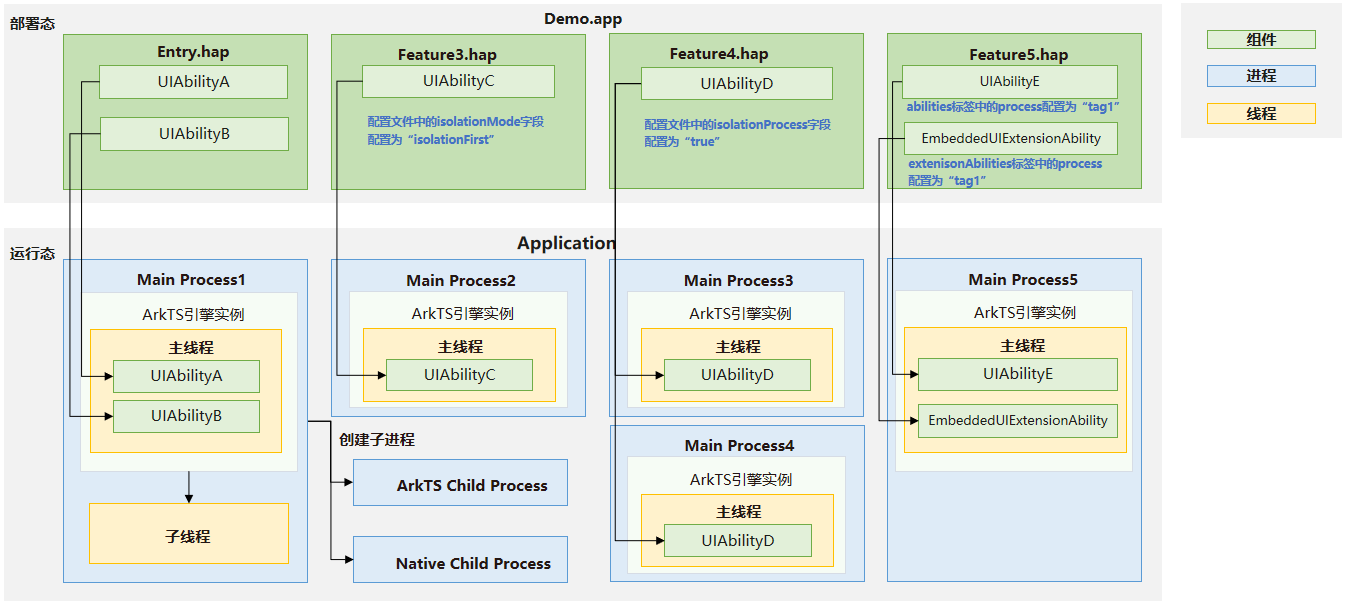 部署态
Demo.app
Entry.hap
UIAbilityA
UIAbilityB
Feature3.hap
UIAbilityC
配置文件中的isolationMode字段
配置为“isolationFirst”
Feature4.hap
UIAbilityD
配置文件中的isolationProcess字段
配置为“true”
Feature5.hap
UIAbilityE
abilities标签中的process配置为“tag1”
EmbeddedUIExtensionAbility
extenisonAbilities标签中的process
配置为“tag1”
组件
进程
线程
运行态
Application
Main Process1
ArkTS引擎实例
主线程
UIAbilityA
UIAbilityB
子线程
Main Process2
ArkTS引擎实例
主线程
UIAbilityC
创建子进程
ArkTS Child Process
Native Child Process
Main Process3
ArkTS引擎实例
主线程
UIAbilityD
Main Process4
ArkTS引擎实例
主线程
UIAbilityD
Main Process5
ArkTS引擎实例
主线程
UIAbilityE
EmbeddedUIExtensionAbility